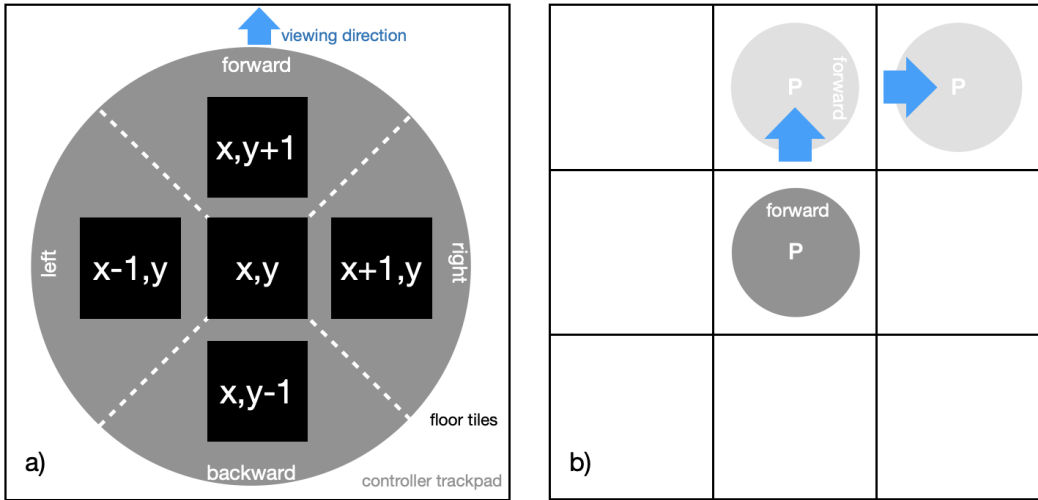 viewing direction
forward
x,y+1
left
x-1,y
x,y
x+1,y
right
x,y-1
floor tiles
backward
controller trackpad
a)
P
forward
P
forward
P
b)